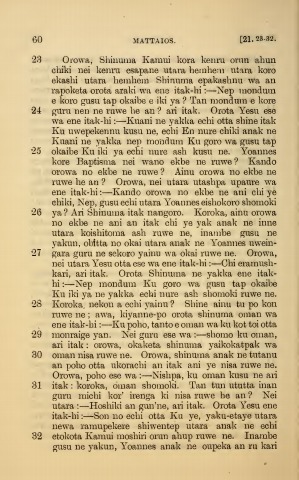 60 MATTAIOS. [21. 23-32.
23 Orowa, Shinuma Kamui kora kenru orun ahun
chiki nei kenru esapane utara hemhem utara koro
ekashi utara hemhem Shinuma epakashnu wa an
rapoketa orota araki wa ene itak-hi:—Nep mondum
e koro gusu tap okaibe e iki ya? Tan mondum e kore
24 guru nen ne ruwe he an? ari itak. Orota Yesu ese
wa ene itak-hi:—Kuani ne yakka echi otta shine itak
Ku uwepekennu kusu ne, echi En nure chiki anak ne
Kuani ne yakka nep mondum Ku goro wa gusu tap
25 okaibe Ku iki ya echi nure ash kusu ne. Yoannes
kore Baptisma nei wano ekbe ne ruwe? Kando
orowa no ekbe ne ruwe? Ainu orowa no ekbe ne
ruwe he an? Orowa, nei utara utashpa upaure wa
ene itak-hi:—Kando orowa no ekbe ne ari chi ye
chiki, Nep, gusu echi utara Yoannes eishokoro shomoki
26 ya? Ari Shinuma itak nangoro. Koroka, ainu orowa
no ekbe ne ani an itak chi ye yak anak ne inne
utara koishitoma ash ruwe ne, inambe gusu ne
yakun, obitta no okai utara anak ne Yoannes uwein-
27 gara guru ne sekoro yainu wa okai ruwe ne. Orowa,
nei utara Yesu otta ese wa ene itak-hi:—Chi eramush-
kari, ari itak. Orota Shinuma ne yakka ene itak-
hi:—Nep mondum Ku goro wa gusu tap okaibe
Ku iki ya ne yakka echi nure ash shomoki ruwe ne.
28 Koroka, nekon a echi yainu? Shine ainu tu po kon
ruwe ne; awa, kiyanne-po orota shinuma oman wa
ene itak-hi:—Ku poho, tanto e oman wa ku kot toi otta
29 monraige yan. Nei guru ese wa:—shomo ku oman,
ari itak: orowa, okaketa shinuma yaikokatpak wa
30 oman nisa ruwe ne. Orowa, shinuma anak ne tutanu
an poho otta ukorachi an itak ani ye nisa ruwe ne.
Orowa, poho ese wa:—Nishpa, ku oman kusu ne ari
31 itak: koroka, oman shomoki. Tan tun ututta inan
guru michi kor' irenga ki nisa ruwe he an? Nei
utara:—Hoshiki an gun'ne, ari itak. Orota Yesu ene
itak-hi:—Son no echi otta Ku ye, yaku-etaye utara
newa ramupekere shiwentep utara anak ne echi
32 etokota Kamui moshiri orun ahup ruwe ne. Inambe
gusu ne yakun, Yoannes anak ne oupeka an ru kari